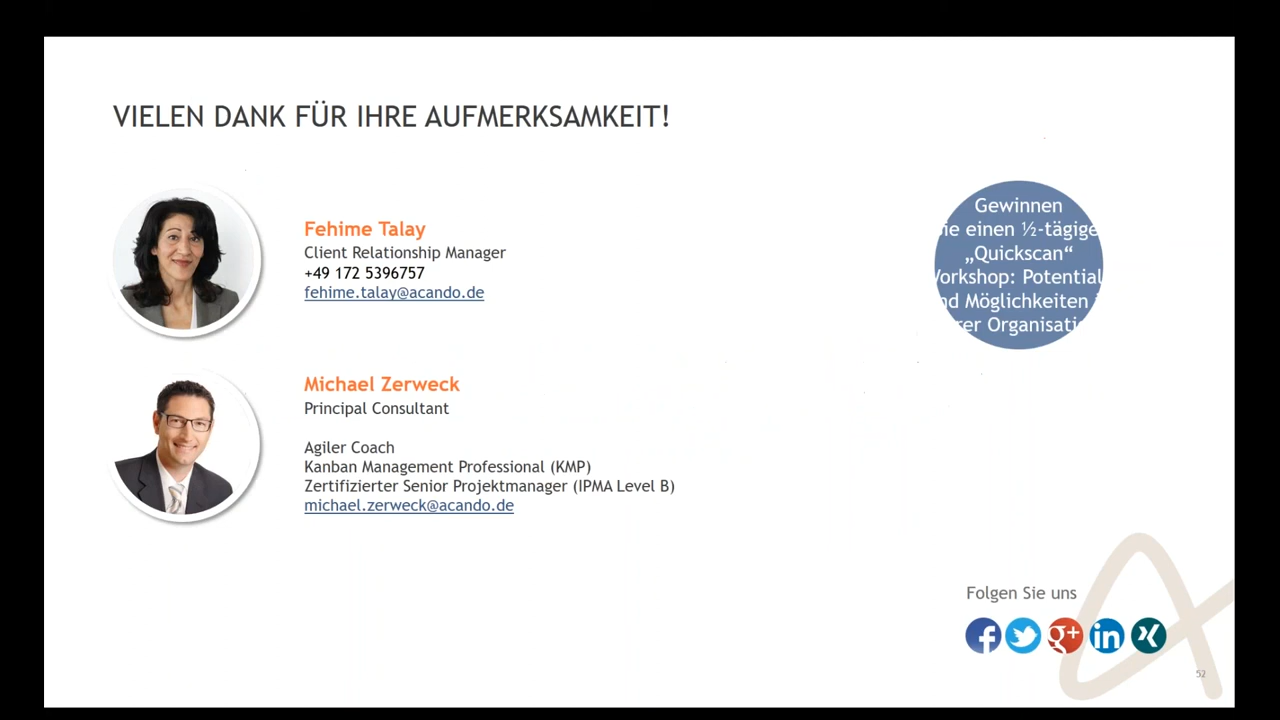 VIELEN DANK FÜR IHRE AUFMERKSAMKEIT!
Fehime Talay
Client Relationship Manager
+49 172 5396757
fehime.talay@acando.de
Michael Zerweck
Principal Consultant
Agiler Coach
Kanban Management Professional (KMP)
Zertifizierter Senior Projektmanager (IPMA Level B)
michael.zerweck@acando.de
Gewinnen
einen ½-tägige
„Quickscan“
Potential
Möglichkeiten
Folgen Sie uns
f g+ in
52